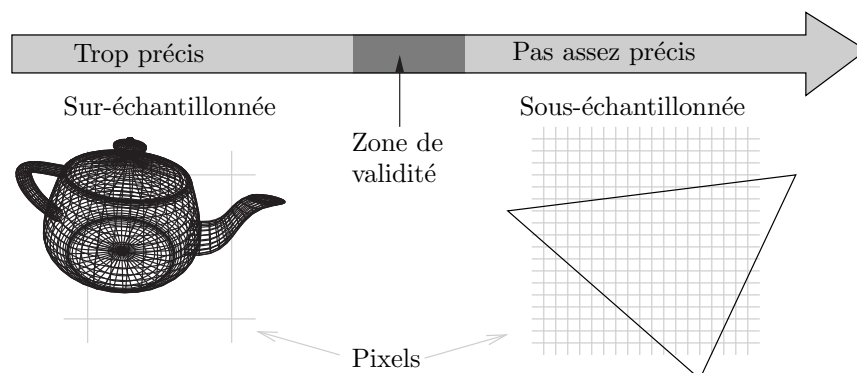 Trop précis
Pas assez précis
Sur-échantillonnée
Sous-échantillonnée
Zone de
validité
Pixels